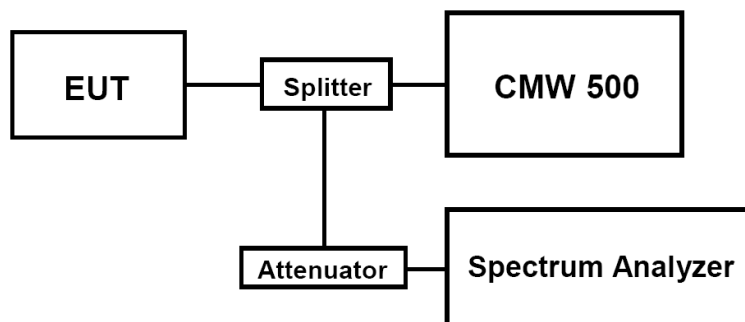 EUT
Splitter
CMW 500
Attenuator
Spectrum Analyzer